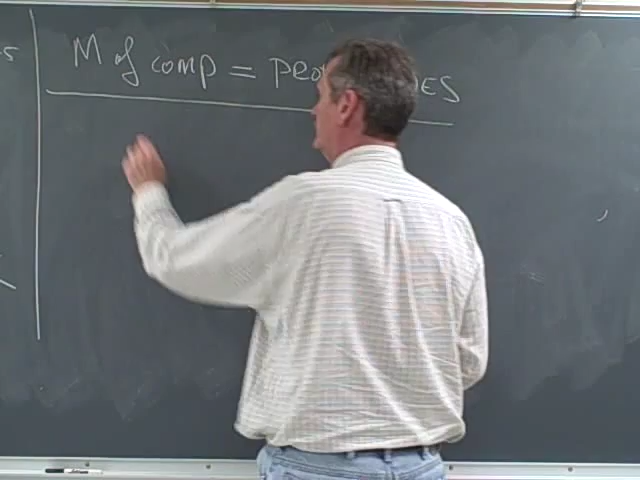 M of comp =